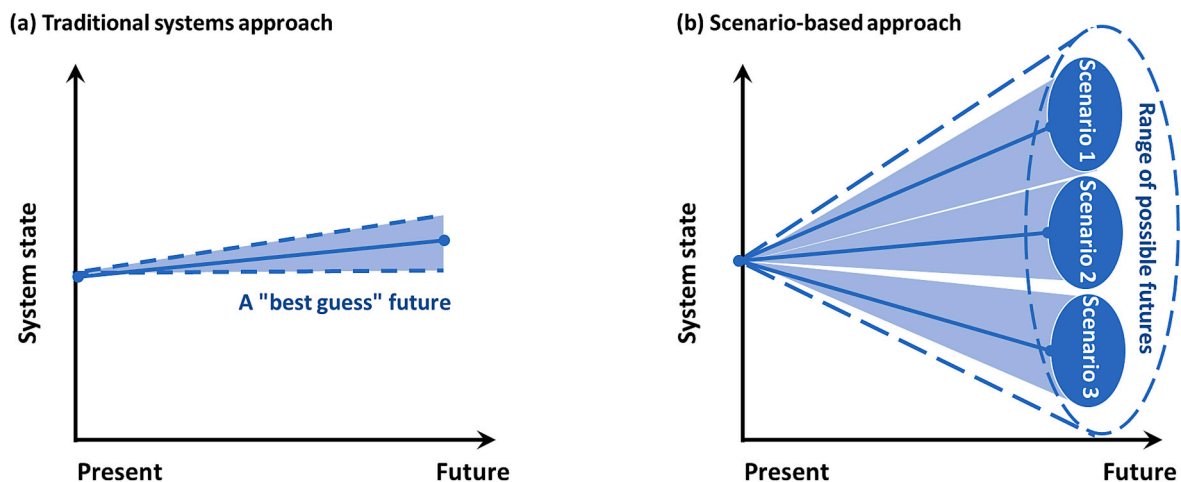 (a) Traditional systems approach
System state
A "best guess" future
Present
Future
(b) Scenario-based approach
System state
Scenario 1
Scenario 2
Scenario 3
Range of possible futures
Present
Future